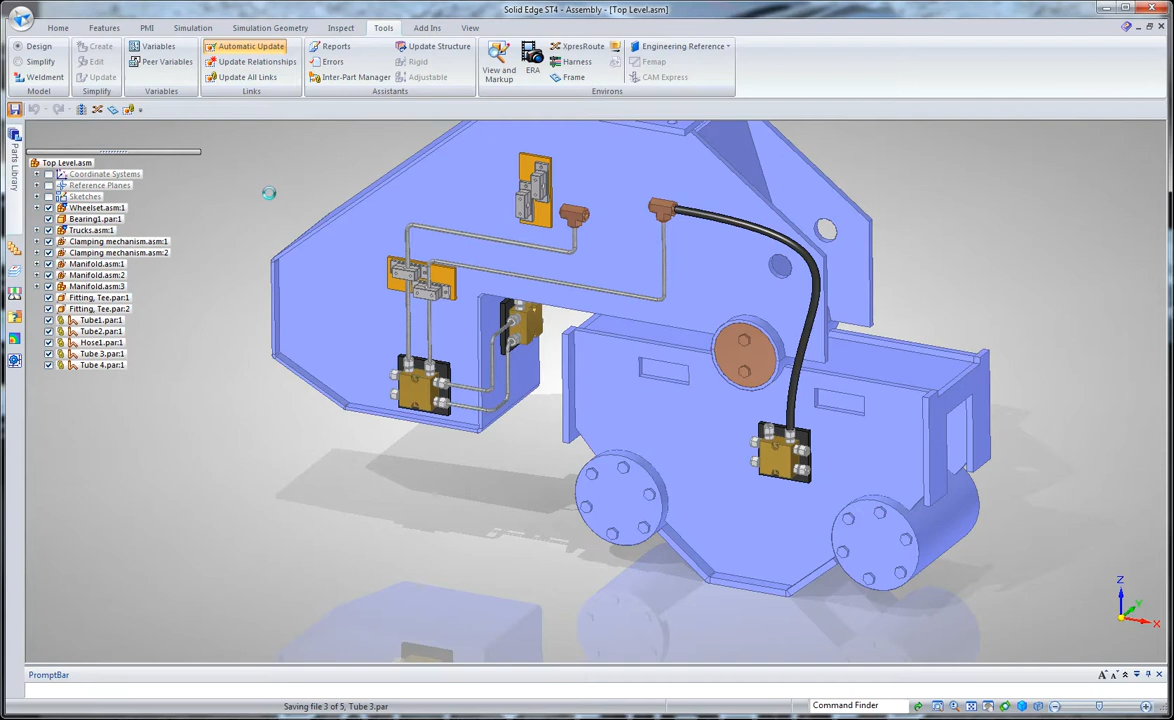 Solid Edge ST4 - Assembly - [Top Level.asm]
Home Features PMI Simulation Simulation Geometry Inspect Tools Add Ins View
Design Create Variables Automatic Update Reports Update Structure XpresRoute Engineering Reference
Simplify Edit Peer Variables Update Relationships Errors Rigid Harness Femap
Weldment Update Update All Links Inter-Part Manager Adjustable View and Markup ERA Frame CAM Express
Model Simplify Variables Links Assistants Environs
Parts Library
Top Level.asm
Coordinate Systems
Reference Planes
Sketches
Wheelset.asm:1
Bearing1.par:1
Trucks.asm:1
Clamping mechanism.asm:1
Clamping mechanism.asm:2
Manifold.asm:1
Manifold.asm:2
Manifold.asm:3
Fitting, Tee.par:1
Fitting, Tee.par:2
Tube1.par:1
Tube2.par:1
Hose1.par:1
Tube 3.par:1
Tube 4.par:1
Z
Y
X
PromptBar
Saving file 3 of 5, Tube 3.par
Command Finder